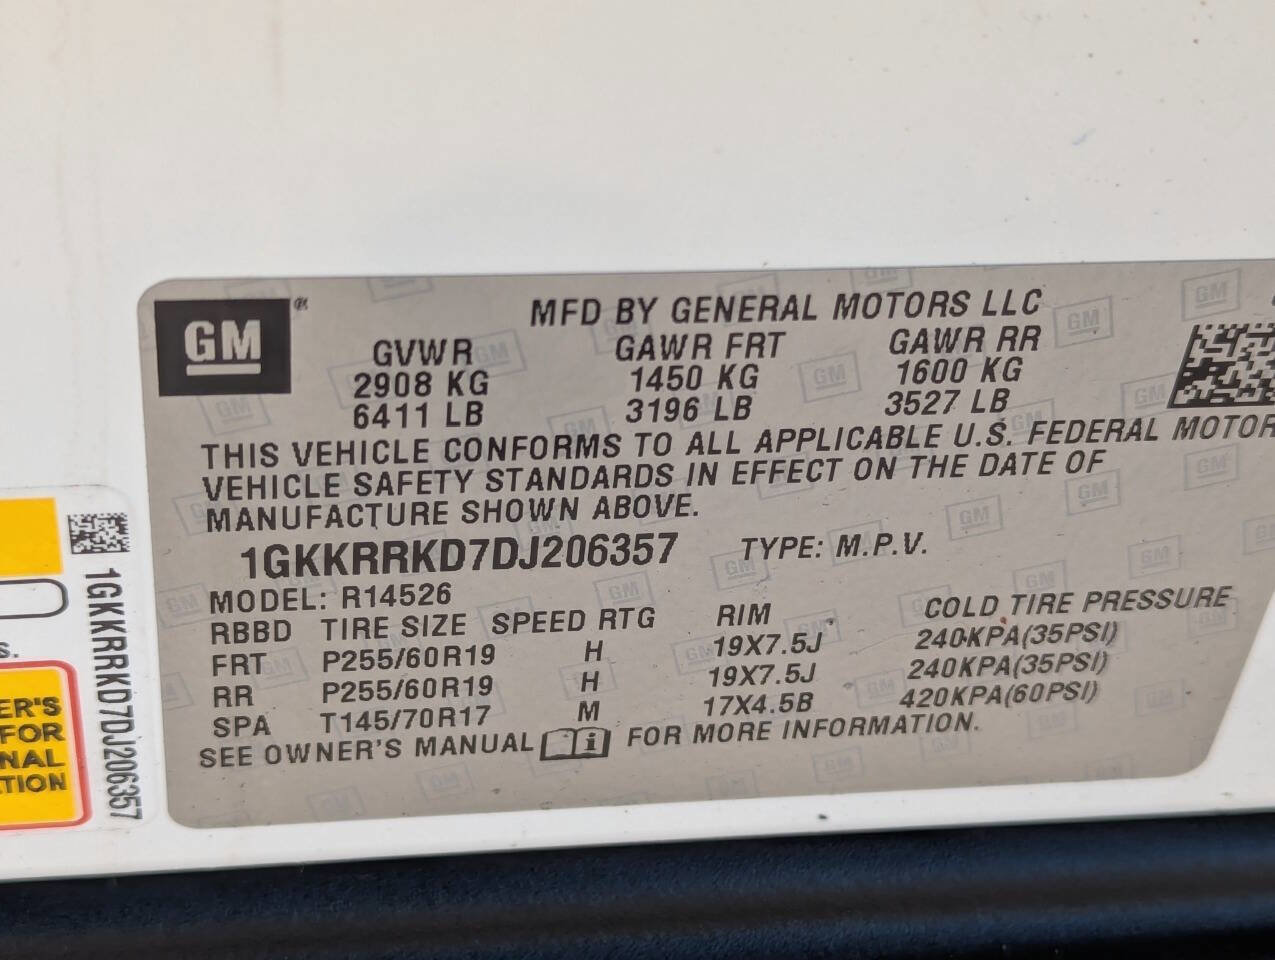 GM
MFD BY GENERAL MOTORS LLC
GVWR GAWR FRT GAWR RR
2908 KG 1450 KG 1600 KG
6411 LB 3196 LB 3527 LB
THIS VEHICLE CONFORMS TO ALL APPLICABLE U.S. FEDERAL MOTOR
VEHICLE SAFETY STANDARDS IN EFFECT ON THE DATE OF
MANUFACTURE SHOWN ABOVE.
1GKKRRKD7DJ206357 TYPE: M.P.V.
MODEL: R14526
RBBD TIRE SIZE SPEED RTG RIM COLD TIRE PRESSURE
FRT P255/60R19 H 19X7.5J 240KPA(35PSI)
RR P255/60R19 H 19X7.5J 240KPA(35PSI)
SPA T145/70R17 M 17X4.5B 420KPA(60PSI)
SEE OWNER'S MANUAL i FOR MORE INFORMATION.
1GKKRRKD7DJ206357
S.
ER'S
FOR
NAL
TION